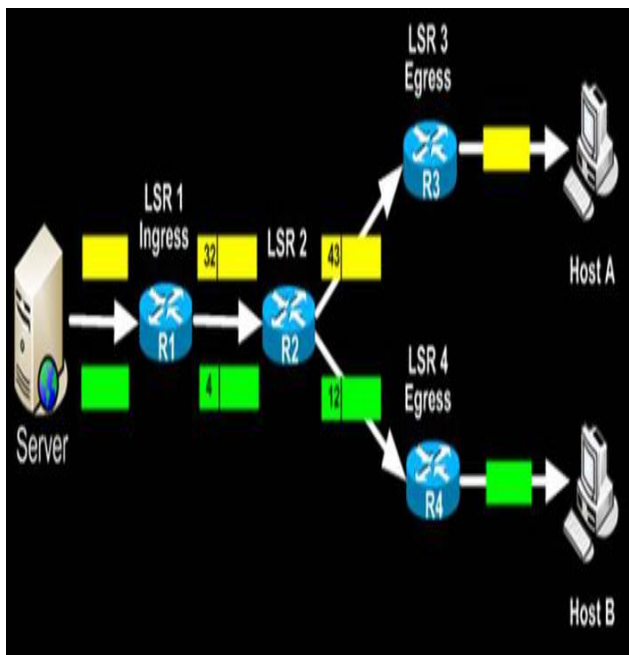 LSR 3
Egress
R3
Host A
LSR 1
Ingress
32
LSR 2
43
R1
R2
4
12
LSR 4
Egress
R4
Server
Host B